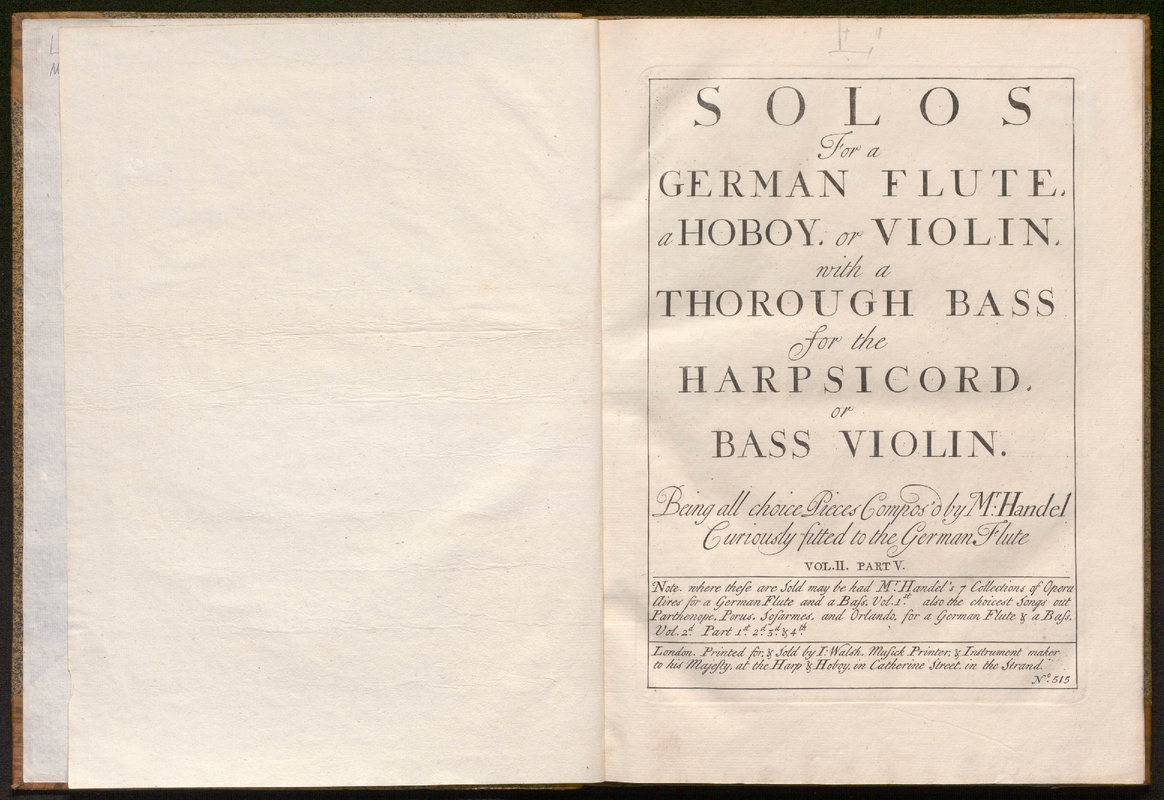 SOLOS
For a
GERMAN FLUTE.
a HOBOY. or VIOLIN.
with a
THOROUGH BASS
for the
HARPSICORD.
or
BASS VIOLIN.
Being all choice Pieces Compos'd by Mr. Handel
Curiously fitted to the German Flute
VOL.II. PART V.
Note. where these are Sold may be had Mr. Handel's 7 Collections of Opera
Aires for a German Flute and a Bass. Vol. 1st. also the choicest Songs out
Parthenope. Porus. Sosarmes. and Orlando. for a German Flute & a Bass.
Vol. 2d. Part 1st. 2d. 3d. & 4th.
London. Printed for, & Sold by I. Walsh. Musick Printer, & Instrument maker
to his Majesty. at the Harp & Hoboy, in Catherine Street. in the Strand.
No. 515